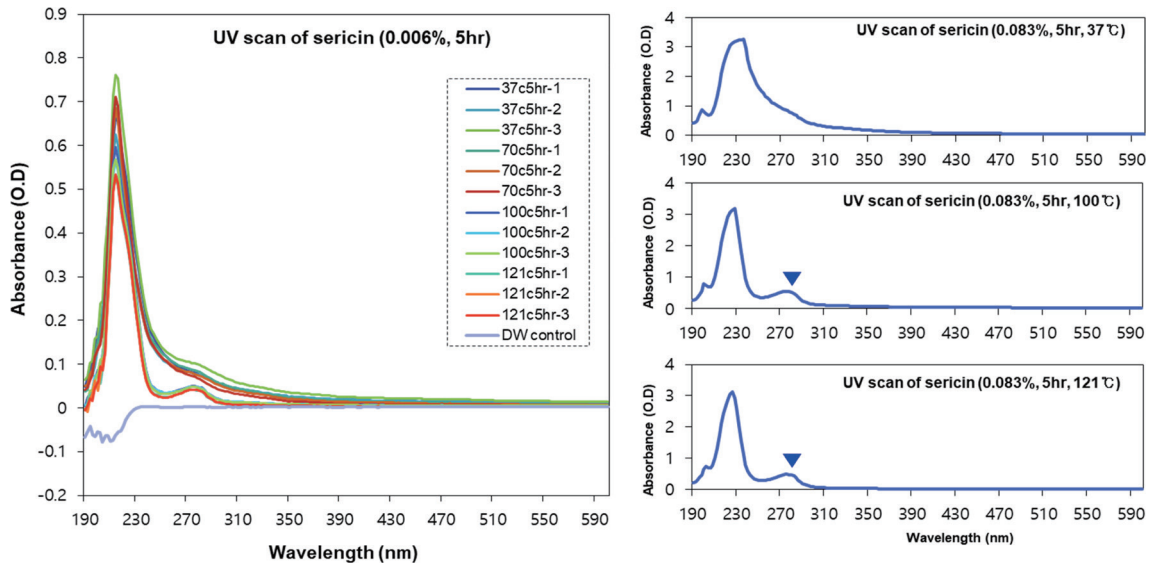 UV scan of sericin (0.006%, 5hr)
Absorbance (O.D)
0.9
0.8
0.7
0.6
0.5
0.4
0.3
0.2
0.1
0
-0.1
-0.2
190 230 270 310 350 390 430 470 510 550 590
Wavelength (nm)
37c5hr-1
37c5hr-2
37c5hr-3
70c5hr-1
70c5hr-2
70c5hr-3
100c5hr-1
100c5hr-2
100c5hr-3
121c5hr-1
121c5hr-2
121c5hr-3
DW control
UV scan of sericin (0.083%, 5hr, 37℃)
Absorbance (O.D)
4
3
2
1
0
190 230 270 310 350 390 430 470 510 550 590
UV scan of sericin (0.083%, 5hr, 100℃)
Absorbance (O.D)
4
3
2
1
0
190 230 270 310 350 390 430 470 510 550 590
UV scan of sericin (0.083%, 5hr, 121℃)
Absorbance (O.D)
4
3
2
1
0
190 230 270 310 350 390 430 470 510 550 590
Wavelength (nm)